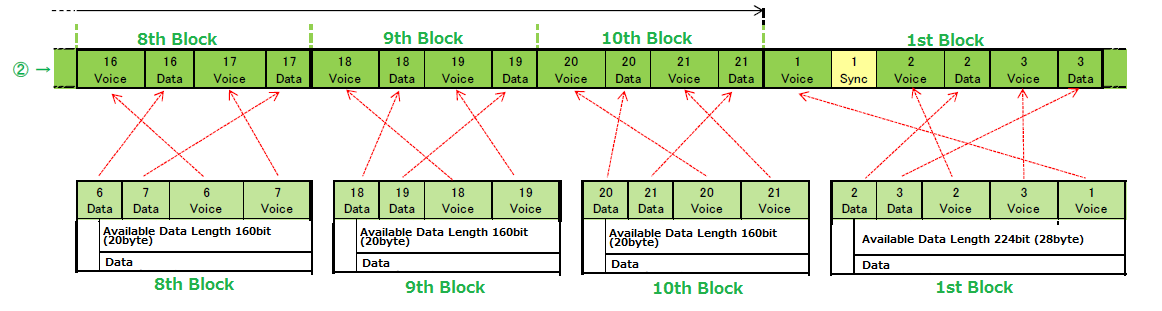 8th Block 9th Block 10th Block 1st Block
② →
16 16 17 17 18 18 19 19 20 20 21 21 1 1 2 2 3 3
Voice Data Voice Data Voice Data Voice Data Voice Data Voice Data Voice Sync Voice Data Voice Data
6 7 6 7 18 19 18 19 20 21 20 21 2 3 2 3 1
Data Data Voice Voice Data Data Voice Voice Data Data Voice Voice Data Data Voice Voice Voice
Available Data Length 160bit
(20byte)
Data
Available Data Length 160bit
(20byte)
Data
Available Data Length 160bit
(20byte)
Data
Available Data Length 224bit (28byte)
Data
8th Block 9th Block 10th Block 1st Block